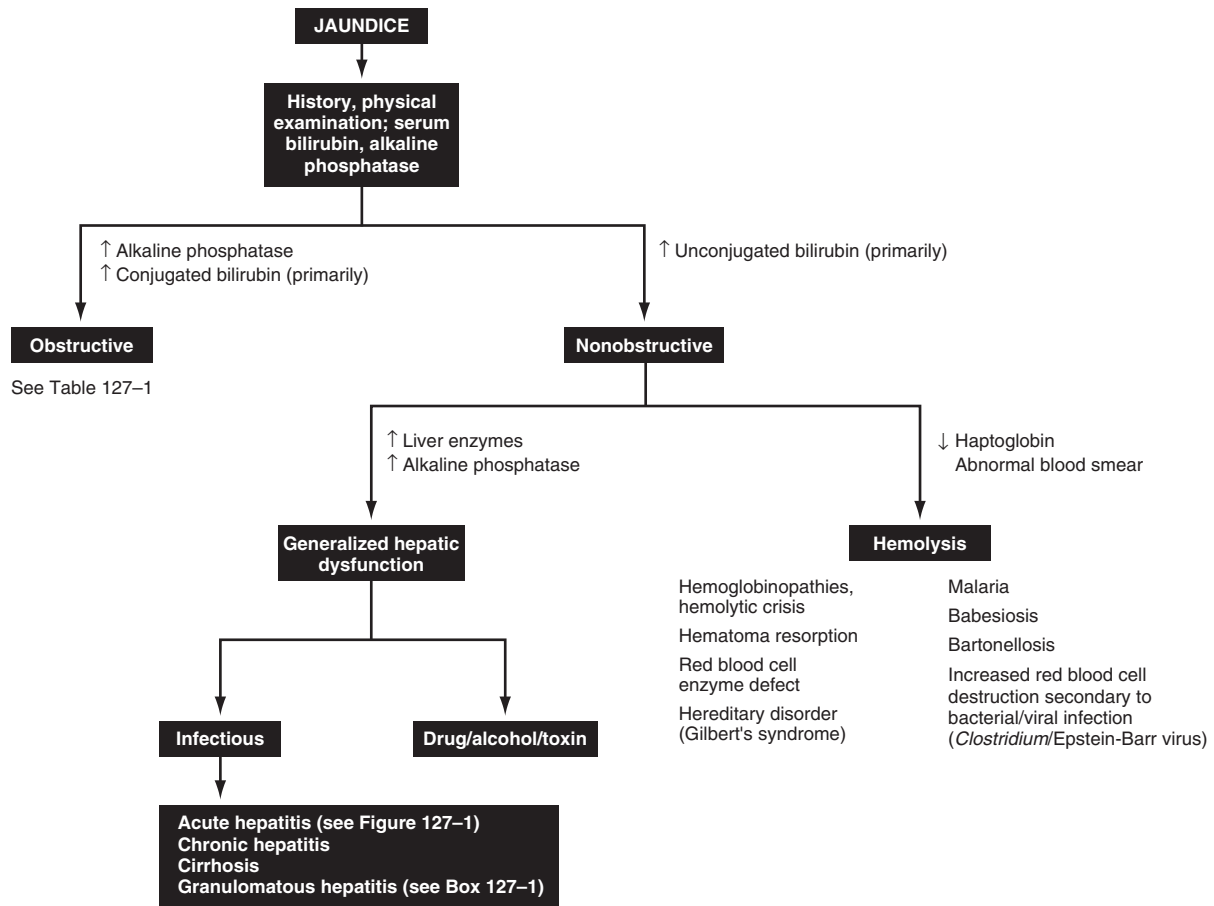 JAUNDICE
History, physical
examination; serum
bilirubin, alkaline
phosphatase
↑ Alkaline phosphatase
↑ Conjugated bilirubin (primarily)
↑ Unconjugated bilirubin (primarily)
Obstructive
See Table 127–1
Nonobstructive
↑ Liver enzymes
↑ Alkaline phosphatase
↓ Haptoglobin
Abnormal blood smear
Generalized hepatic
dysfunction
Hemolysis
Hemoglobinopathies,
hemolytic crisis
Hematoma resorption
Red blood cell
enzyme defect
Hereditary disorder
(Gilbert's syndrome)
Malaria
Babesiosis
Bartonellosis
Increased red blood cell
destruction secondary to
bacterial/viral infection
(Clostridium/Epstein-Barr virus)
Infectious
Drug/alcohol/toxin
Acute hepatitis (see Figure 127–1)
Chronic hepatitis
Cirrhosis
Granulomatous hepatitis (see Box 127–1)